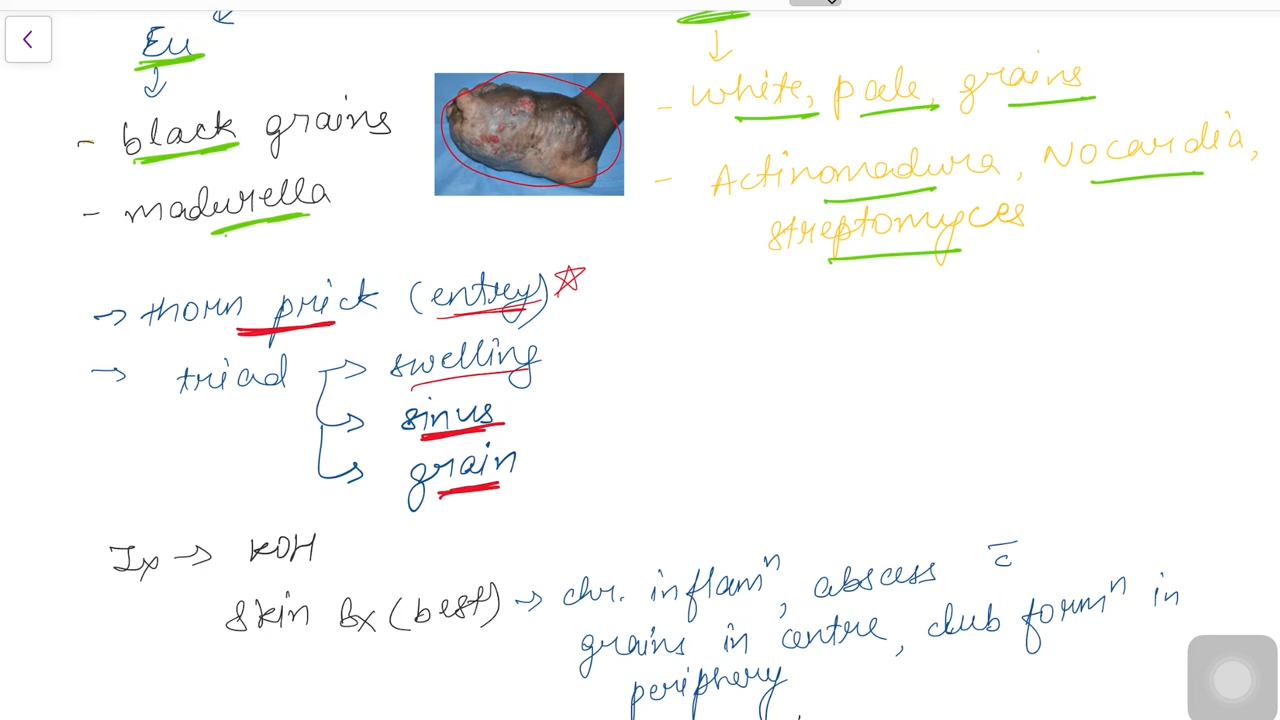 Eu
- black grains
- madurella
- white, pale, grains
- Actinomadura, Nocardia,
streptomyces
→ thorn prick (entry) ☆
→ triad → swelling
→ sinus
→ grain
Ix → KOH
skin Bx (best) → chr. inflamⁿ, abscess c̄
grains in centre, club formⁿ in
periphery